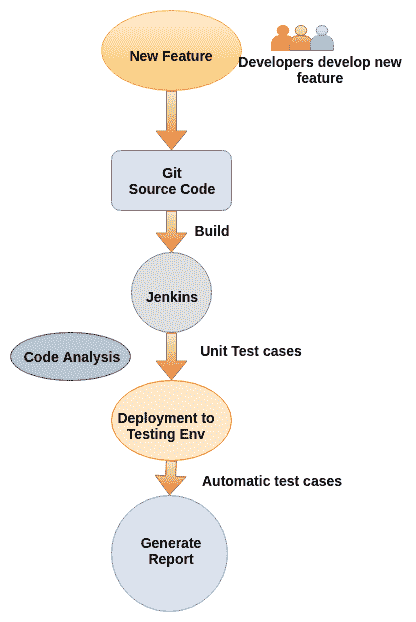 New Feature
Developers develop new
feature
Git
Source Code
Build
Jenkins
Unit Test cases
Code Analysis
Deployment to
Testing Env
Automatic test cases
Generate
Report